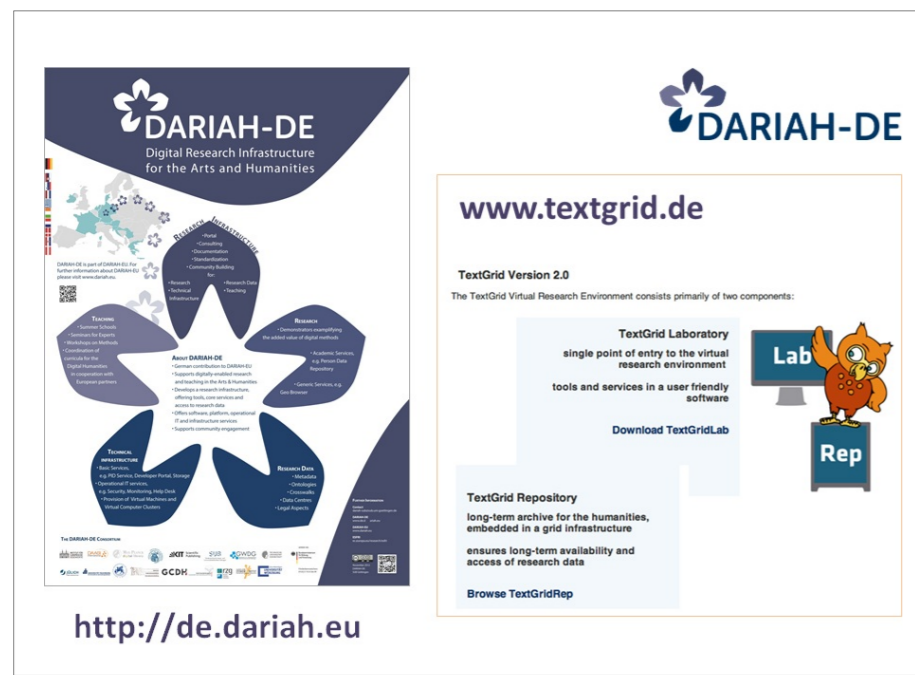 DARIAH-DE
Digital Research Infrastructure
for the Arts and Humanities
DARIAH-DE is part of DARIAH-EU. For
further information about DARIAH-EU
please visit www.dariah.eu.
RESEARCH INFRASTRUCTURE
• Portal
• Consulting
• Documentation
• Standardization
• Community Building
for:
• Research • Research Data
• Technical • Teaching
Infrastructure
TEACHING
• Summer Schools
• Seminars for Experts
• Workshops on Methods
• Coordination of
curricula for the
Digital Humanities
in cooperation with
European partners
RESEARCH
• Demonstrators examplifying
the added value of digital methods
• Academic Services,
e.g. Person Data
Repository
• Generic Services, e.g.
Geo Browser
ABOUT DARIAH-DE
• German contribution to DARIAH-EU
• Supports digitally-enabled research
and teaching in the Arts & Humanities
• Develops a research infrastructure,
offering tools, core services and
access to research data
• Offers software, platform, operational
IT and infrastructure services
• Supports community engagement
TECHNICAL
INFRASTRUCTURE
• Basic Services,
e.g. PID Service, Developer Portal, Storage
• Operational IT services,
e.g. Security, Monitoring, Help Desk
• Provision of Virtual Machines and
Virtual Computer Clusters
RESEARCH DATA
• Metadata
• Ontologies
• Crosswalks
• Data Centres
• Legal Aspects
THE DARIAH-DE CONSORTIUM
KIT
SUB
GWDG
GCDH
rzg
http://de.dariah.eu
DARIAH-DE
www.textgrid.de
TextGrid Version 2.0
The TextGrid Virtual Research Environment consists primarily of two components:
TextGrid Laboratory
single point of entry to the virtual
research environment
tools and services in a user friendly
software
Download TextGridLab
Lab
Rep
TextGrid Repository
long-term archive for the humanities,
embedded in a grid infrastructure
ensures long-term availability and
access of research data
Browse TextGridRep